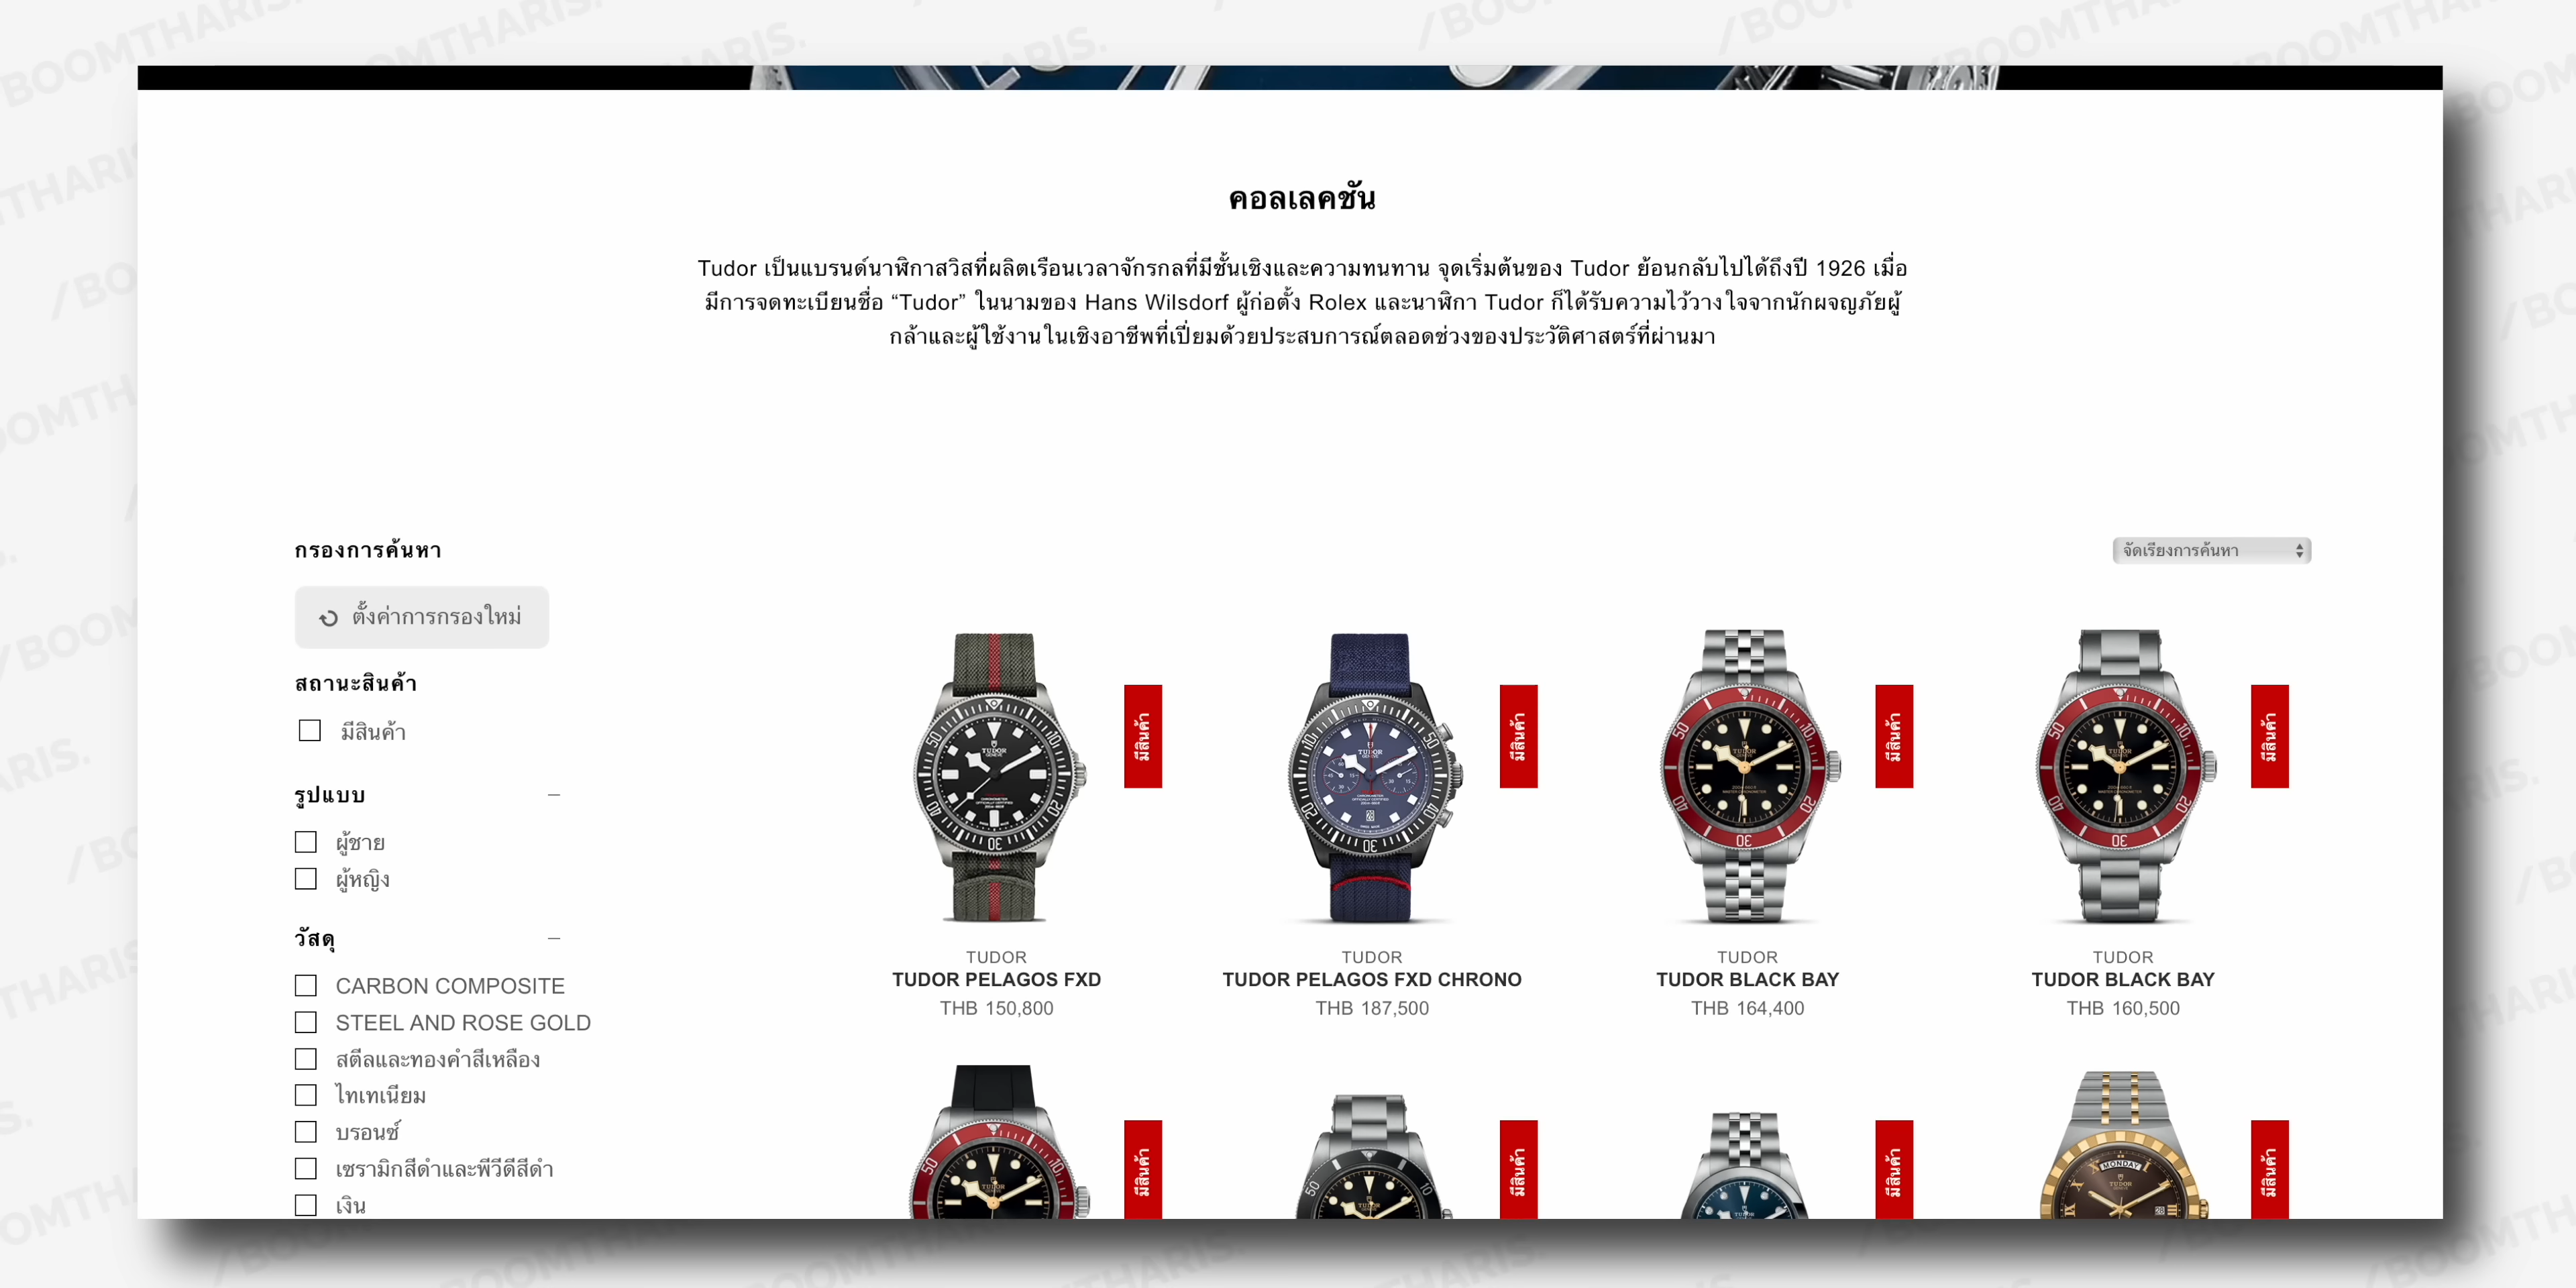 คอลเลคชัน
Tudor เป็นแบรนด์นาฬิกาสวิสที่ผลิตเรือนเวลาจักรกลที่มีชั้นเชิงและความทนทาน จุดเริ่มต้นของ Tudor ย้อนกลับไปได้ถึงปี 1926 เมื่อ
มีการจดทะเบียนชื่อ “Tudor” ในนามของ Hans Wilsdorf ผู้ก่อตั้ง Rolex และนาฬิกา Tudor ก็ได้รับความไว้วางใจจากนักผจญภัยผู้
กล้าและผู้ใช้งานในเชิงอาชีพที่เปี่ยมด้วยประสบการณ์ตลอดช่วงของประวัติศาสตร์ที่ผ่านมา
กรองการค้นหา
จัดเรียงการค้นหา
ตั้งค่าการกรองใหม่
สถานะสินค้า
มีสินค้า
รูปแบบ
ผู้ชาย
ผู้หญิง
วัสดุ
CARBON COMPOSITE
STEEL AND ROSE GOLD
สตีลและทองคำสีเหลือง
ไทเทเนียม
บรอนซ์
เซรามิกสีดำและพีวีดีสีดำ
เงิน
มีสินค้า
มีสินค้า
มีสินค้า
มีสินค้า
TUDOR
TUDOR PELAGOS FXD
THB 150,800
TUDOR
TUDOR PELAGOS FXD CHRONO
THB 187,500
TUDOR
TUDOR BLACK BAY
THB 164,400
TUDOR
TUDOR BLACK BAY
THB 160,500
มีสินค้า
มีสินค้า
มีสินค้า
มีสินค้า
MONDAY
/BOOMTHARIS.